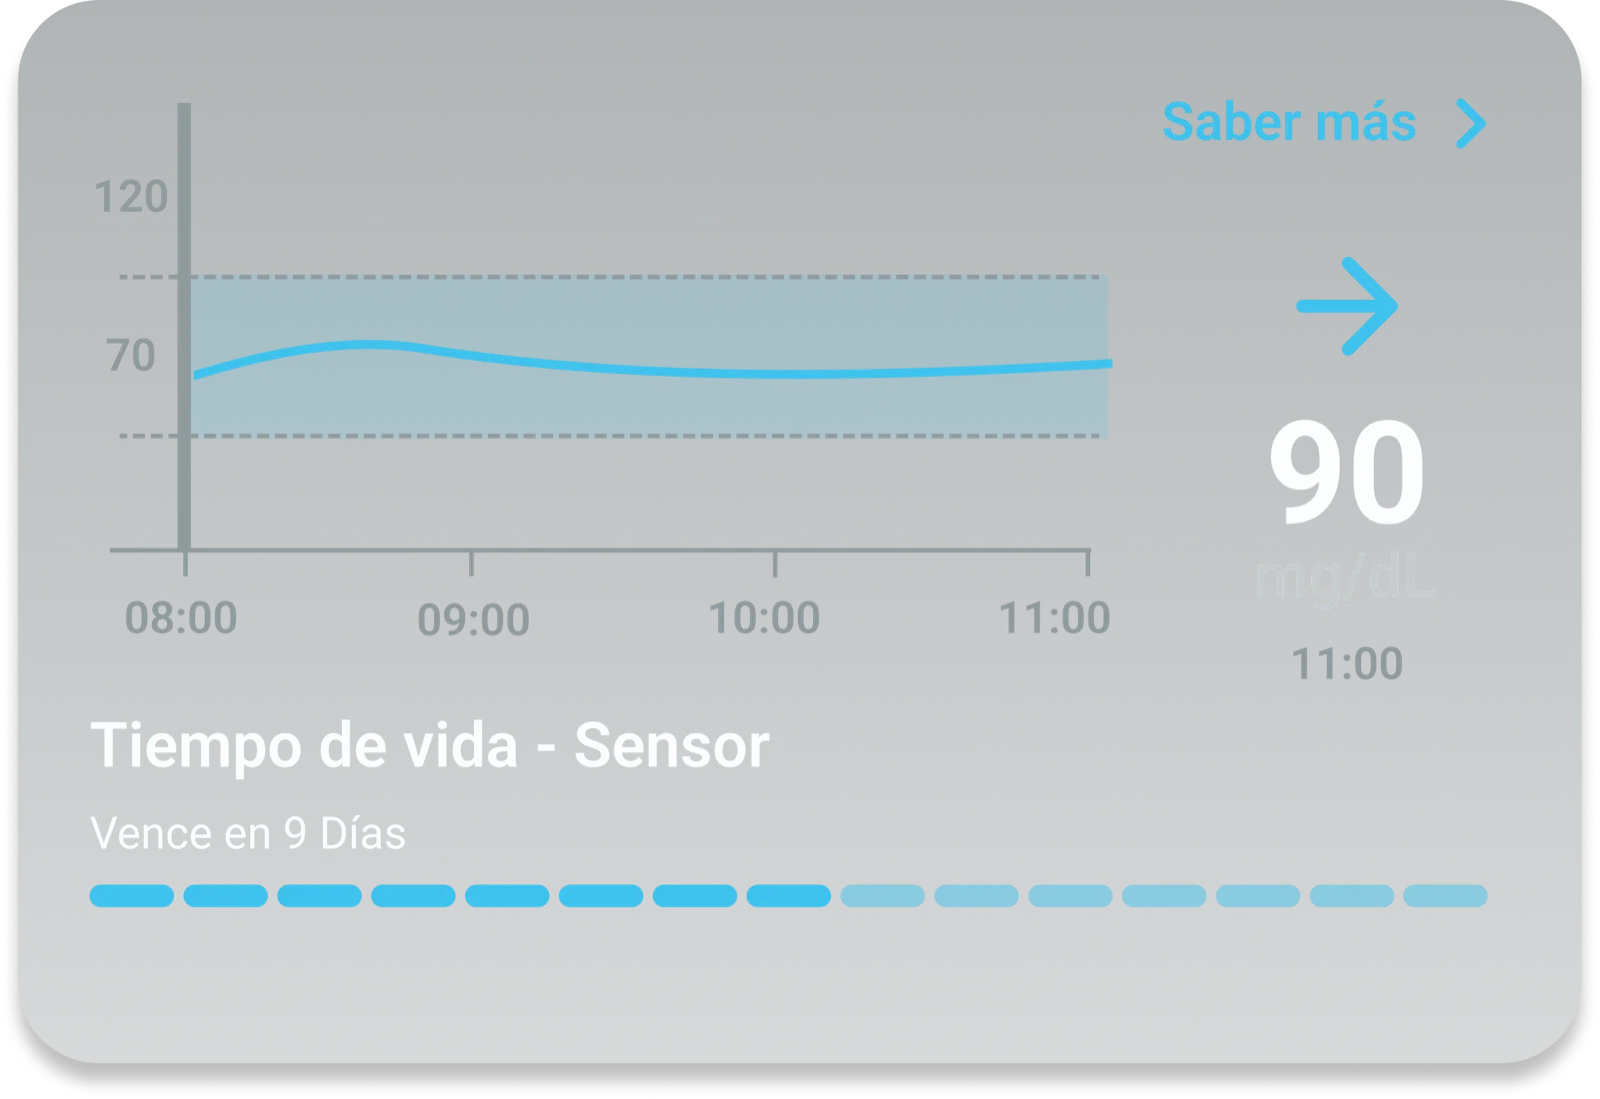 Saber más
120
70
90
mg/dL
08:00 09:00 10:00 11:00
11:00
Tiempo de vida - Sensor
Vence en 9 Días